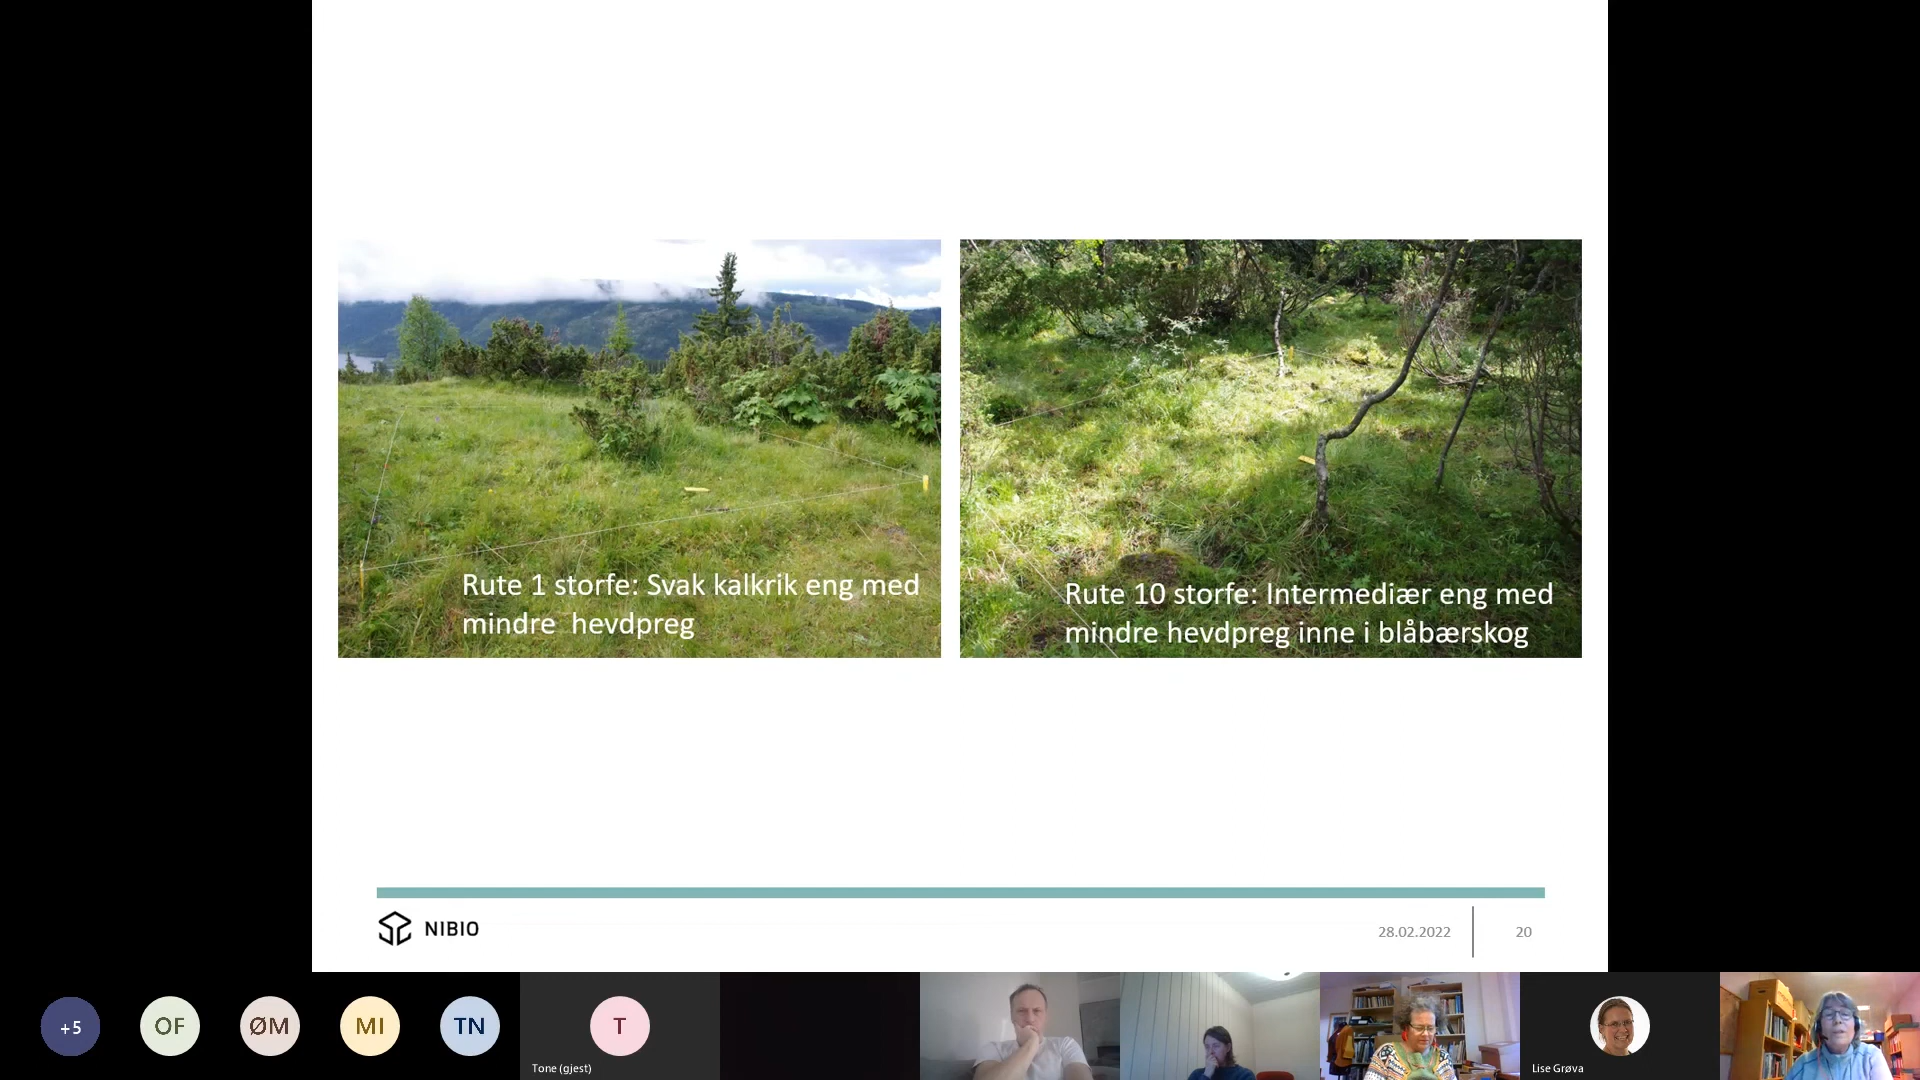 Rute 1 storfe: Svak kalkrik eng med
mindre hevdpreg
Rute 10 storfe: Intermediær eng med
mindre hevdpreg inne i blåbærskog
NIBIO
28.02.2022
20
+5
OF
ØM
MI
TN
T
Tone (gjest)
Lise Grøva